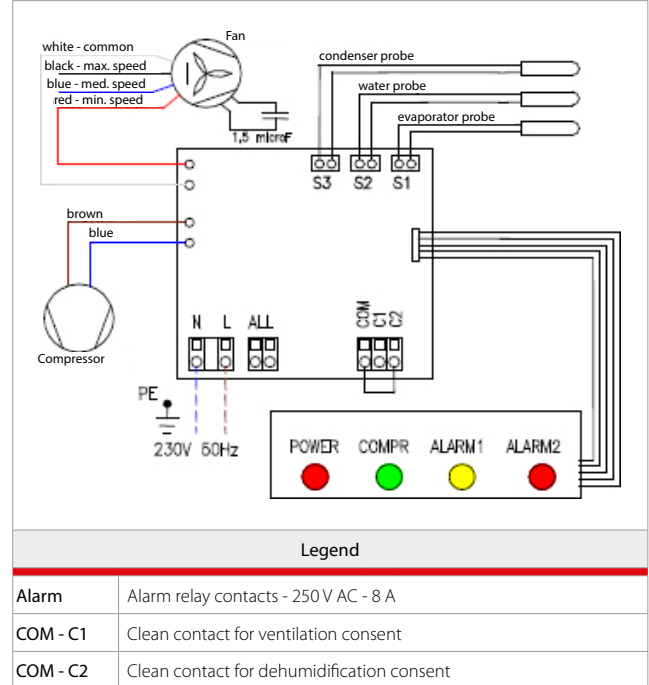 Fan
white - common
black - max. speed
blue - med. speed
red - min. speed
condenser probe
water probe
evaporator probe
1,5 microF
S3 S2 S1
brown
blue
Compressor
N L ALL
COM C1 C2
PE
230V 50Hz
POWER COMPR ALARM1 ALARM2
Legend
Alarm Alarm relay contacts - 250 V AC - 8 A
COM - C1 Clean contact for ventilation consent
COM - C2 Clean contact for dehumidification consent